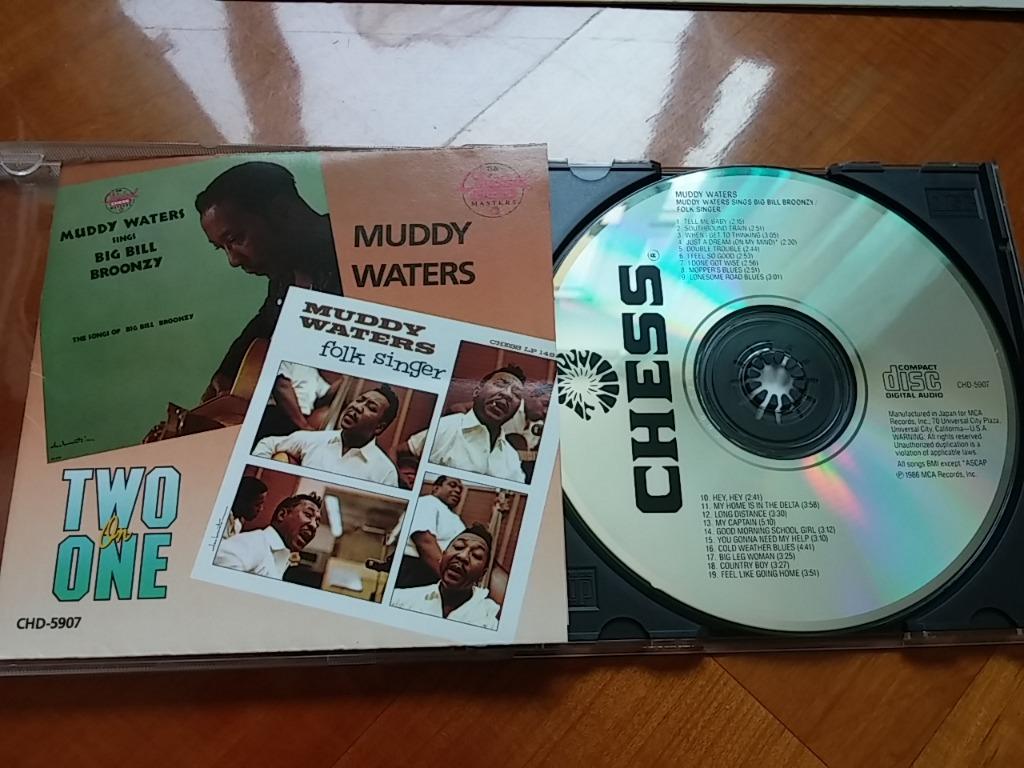 MUDDY WATERS
SINGS
BIG BILL
BROONZY
THE SONGS OF BIG BILL BROONZY
THE
MASTERS
MUDDY
WATERS
MUDDY
WATERS
folk singer
CHESS LP 148
TWO
On
ONE
CHD-5907
CHESS
®
MUDDY WATERS
MUDDY WATERS SINGS BIG BILL BROONZY/
FOLK SINGER
1. TELL ME BABY (2:15)
2. SOUTHBOUND TRAIN (2:51)
3. WHEN I GET TO THINKING (3:05)
4. JUST A DREAM (ON MY MIND)* (2:30)
5. DOUBLE TROUBLE (2:44)
6. I FEEL SO GOOD (2:53)
7. I DONE GOT WISE (2:56)
8. MOPPER'S BLUES (2:51)
9. LONESOME ROAD BLUES (3:01)
COMPACT
disc
DIGITAL AUDIO
CHD-5907
Manufactured in Japan for MCA
Records, Inc., 70 Universal City Plaza,
Universal City, California—U.S.A.
WARNING: All rights reserved.
Unauthorized duplication is a
violation of applicable laws.
All songs BMI except *ASCAP
℗ 1986 MCA Records, Inc.
10. HEY, HEY (2:41)
11. MY HOME IS IN THE DELTA (3:58)
12. LONG DISTANCE (3:30)
13. MY CAPTAIN (5:10)
14. GOOD MORNING SCHOOL GIRL (3:12)
15. YOU GONNA NEED MY HELP (3:10)
16. COLD WEATHER BLUES (4:41)
17. BIG LEG WOMAN (3:25)
18. COUNTRY BOY (3:27)
19. FEEL LIKE GOING HOME (3:51)